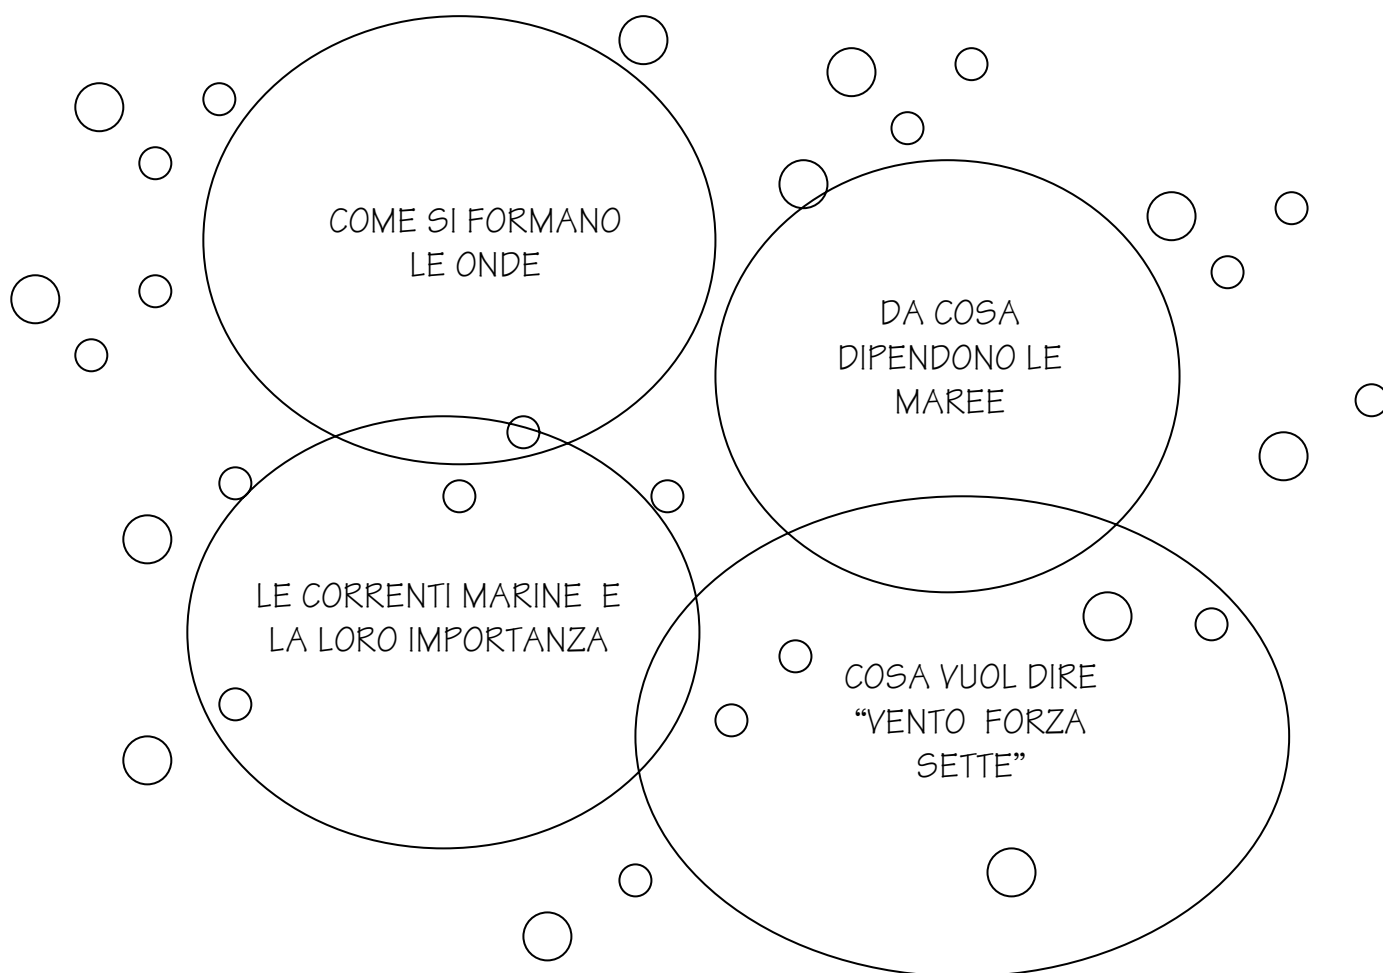 COME SI FORMANO
LE ONDE
DA COSA
DIPENDONO LE
MAREE
LE CORRENTI MARINE  E
LA LORO IMPORTANZA
COSA VUOL DIRE
“VENTO  FORZA
SETTE”